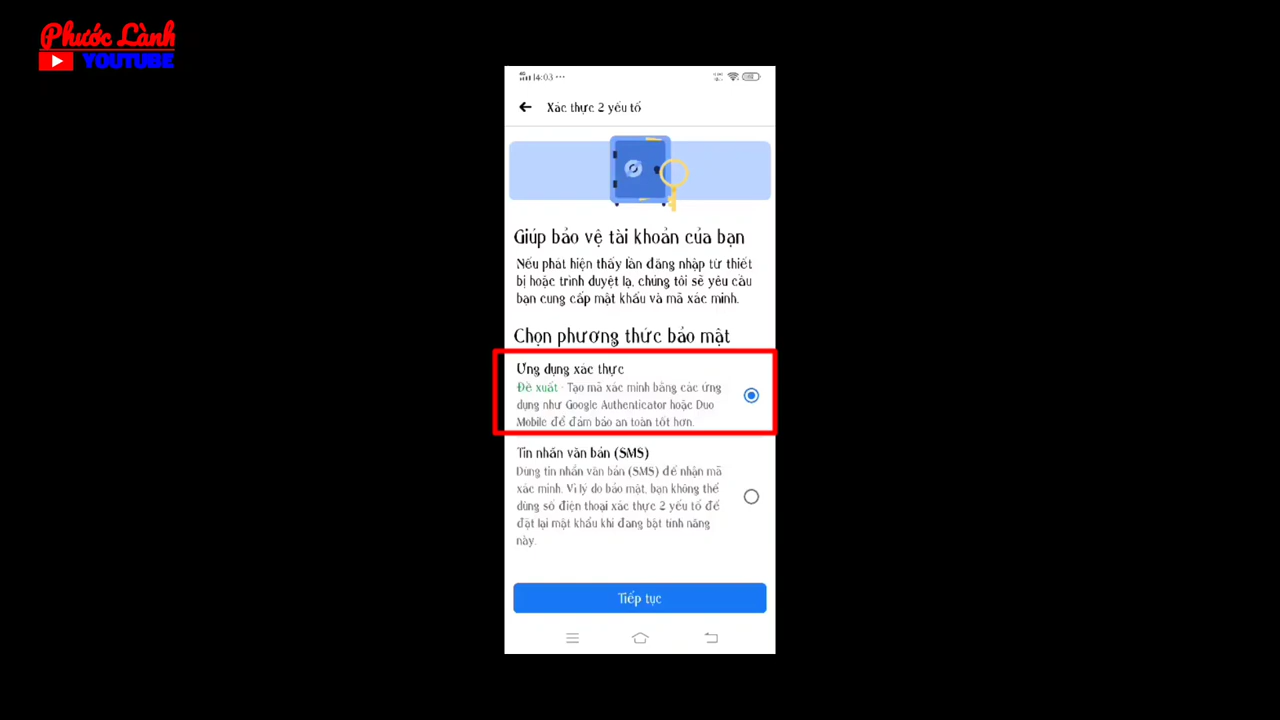 Phước Lành
YOUTUBE
4G 14:03 ...
Xác thực 2 yếu tố
Giúp bảo vệ tài khoản của bạn
Nếu phát hiện thấy lần đăng nhập từ thiết
bị hoặc trình duyệt lạ, chúng tôi sẽ yêu cầu
bạn cung cấp mật khẩu và mã xác minh.
Chọn phương thức bảo mật
Ứng dụng xác thực
Đề xuất · Tạo mã xác minh bằng các ứng
dụng như Google Authenticator hoặc Duo
Mobile để đảm bảo an toàn tốt hơn.
Tin nhắn văn bản (SMS)
Dùng tin nhắn văn bản (SMS) để nhận mã
xác minh. Vì lý do bảo mật, bạn không thể
dùng số điện thoại xác thực 2 yếu tố để
đặt lại mật khẩu khi đang bật tính năng
này.
Tiếp tục